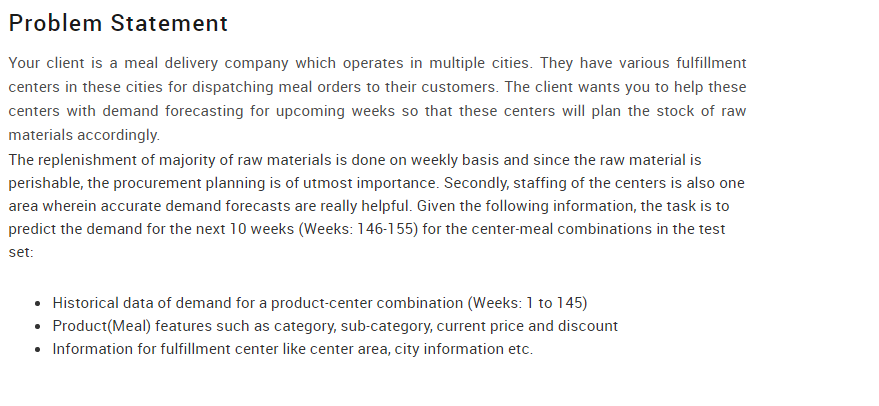 Problem Statement
Your client is a meal delivery company which operates in multiple cities. They have various fulfillment
centers in these cities for dispatching meal orders to their customers. The client wants you to help these
centers with demand forecasting for upcoming weeks so that these centers will plan the stock of raw
materials accordingly.
The replenishment of majority of raw materials is done on weekly basis and since the raw material is
perishable, the procurement planning is of utmost importance. Secondly, staffing of the centers is also one
area wherein accurate demand forecasts are really helpful. Given the following information, the task is to
predict the demand for the next 10 weeks (Weeks: 146-155) for the center-meal combinations in the test
set:
• Historical data of demand for a product-center combination (Weeks: 1 to 145)
• Product(Meal) features such as category, sub-category, current price and discount
• Information for fulfillment center like center area, city information etc.